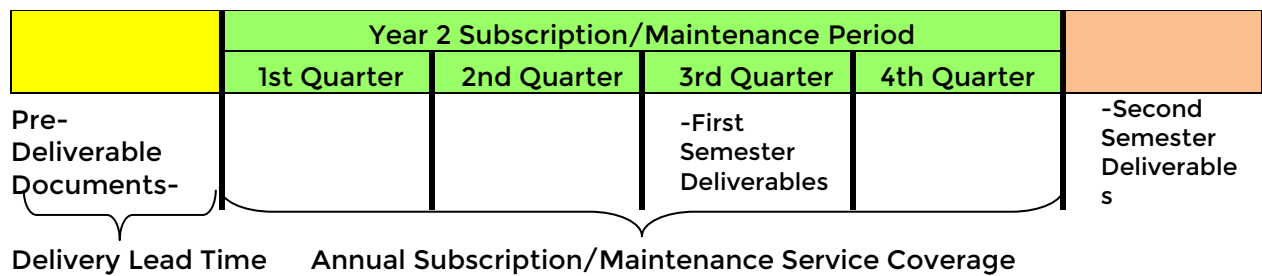 Year 2 Subscription/Maintenance Period
1st Quarter
2nd Quarter
3rd Quarter
4th Quarter
Pre-
Deliverable
Documents-
-First
Semester
Deliverables
-Second
Semester
Deliverable
s
Delivery Lead Time
Annual Subscription/Maintenance Service Coverage